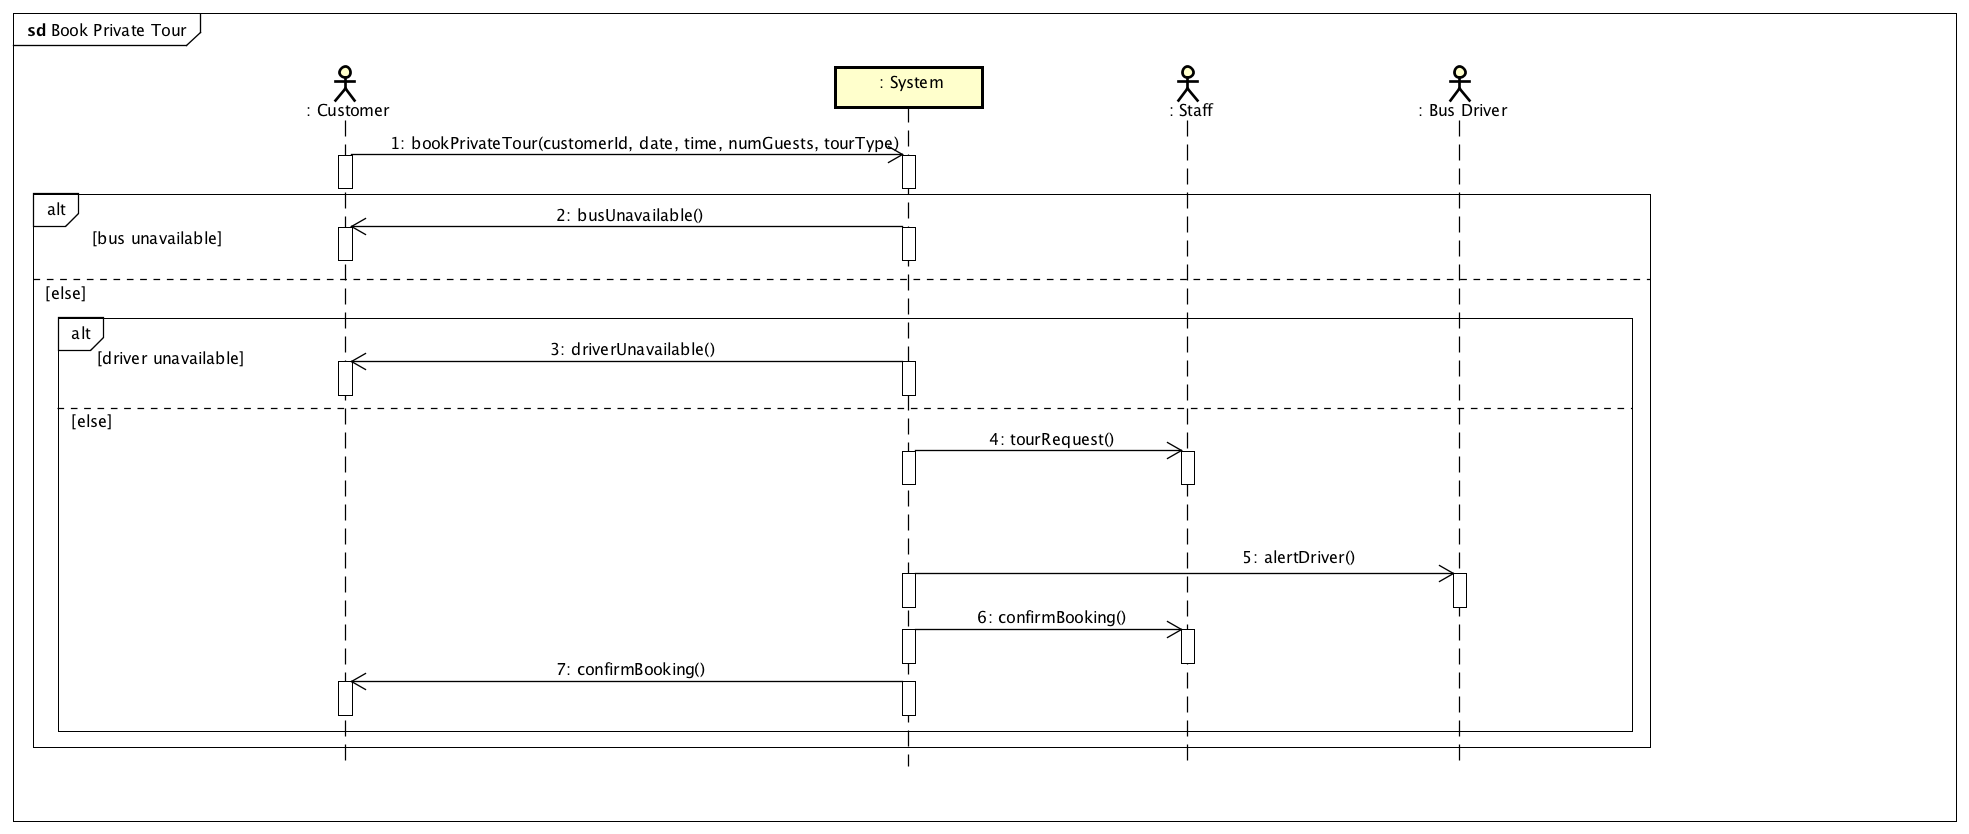 sd Book Private Tour
: Customer
: System
: Staff
: Bus Driver
1: bookPrivateTour(customerId, date, time, numGuests, tourType)
alt
2: busUnavailable()
[bus unavailable]
[else]
alt
3: driverUnavailable()
[driver unavailable]
[else]
4: tourRequest()
5: alertDriver()
6: confirmBooking()
7: confirmBooking()